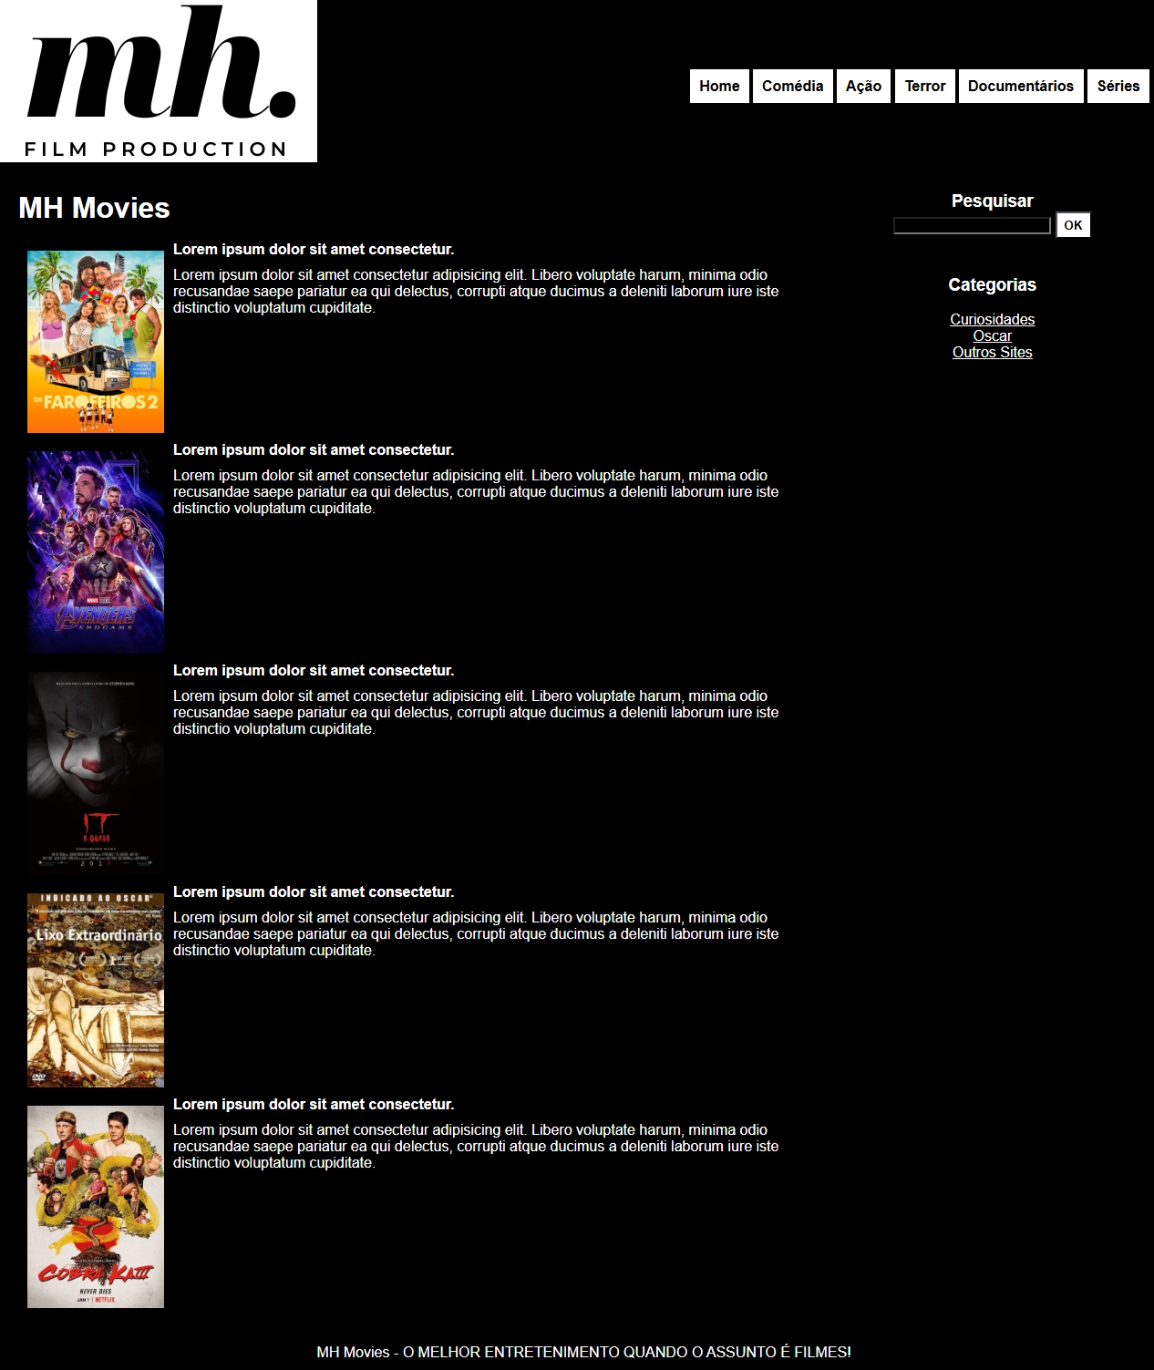 mh.
FILM PRODUCTION
Home Comédia Ação Terror Documentários Séries
MH Movies
Pesquisar
OK
Categorias
Curiosidades
Oscar
Outros Sites
Lorem ipsum dolor sit amet consectetur.
Lorem ipsum dolor sit amet consectetur adipisicing elit. Libero voluptate harum, minima odio
recusandae saepe pariatur ea qui delectus, corrupti atque ducimus a deleniti laborum iure iste
distinctio voluptatum cupiditate.
OS FAROFEIROS 2
Lorem ipsum dolor sit amet consectetur.
Lorem ipsum dolor sit amet consectetur adipisicing elit. Libero voluptate harum, minima odio
recusandae saepe pariatur ea qui delectus, corrupti atque ducimus a deleniti laborum iure iste
distinctio voluptatum cupiditate.
AVENGERS
ENDGAME
Lorem ipsum dolor sit amet consectetur.
Lorem ipsum dolor sit amet consectetur adipisicing elit. Libero voluptate harum, minima odio
recusandae saepe pariatur ea qui delectus, corrupti atque ducimus a deleniti laborum iure iste
distinctio voluptatum cupiditate.
IT
A COISA
Lorem ipsum dolor sit amet consectetur.
Lorem ipsum dolor sit amet consectetur adipisicing elit. Libero voluptate harum, minima odio
recusandae saepe pariatur ea qui delectus, corrupti atque ducimus a deleniti laborum iure iste
distinctio voluptatum cupiditate.
INDICADO AO OSCAR
Lixo Extraordinário
Lorem ipsum dolor sit amet consectetur.
Lorem ipsum dolor sit amet consectetur adipisicing elit. Libero voluptate harum, minima odio
recusandae saepe pariatur ea qui delectus, corrupti atque ducimus a deleniti laborum iure iste
distinctio voluptatum cupiditate.
COBRA KAI
NEVER DIES
JAN 1 | NETFLIX
MH Movies - O MELHOR ENTRETENIMENTO QUANDO O ASSUNTO É FILMES!